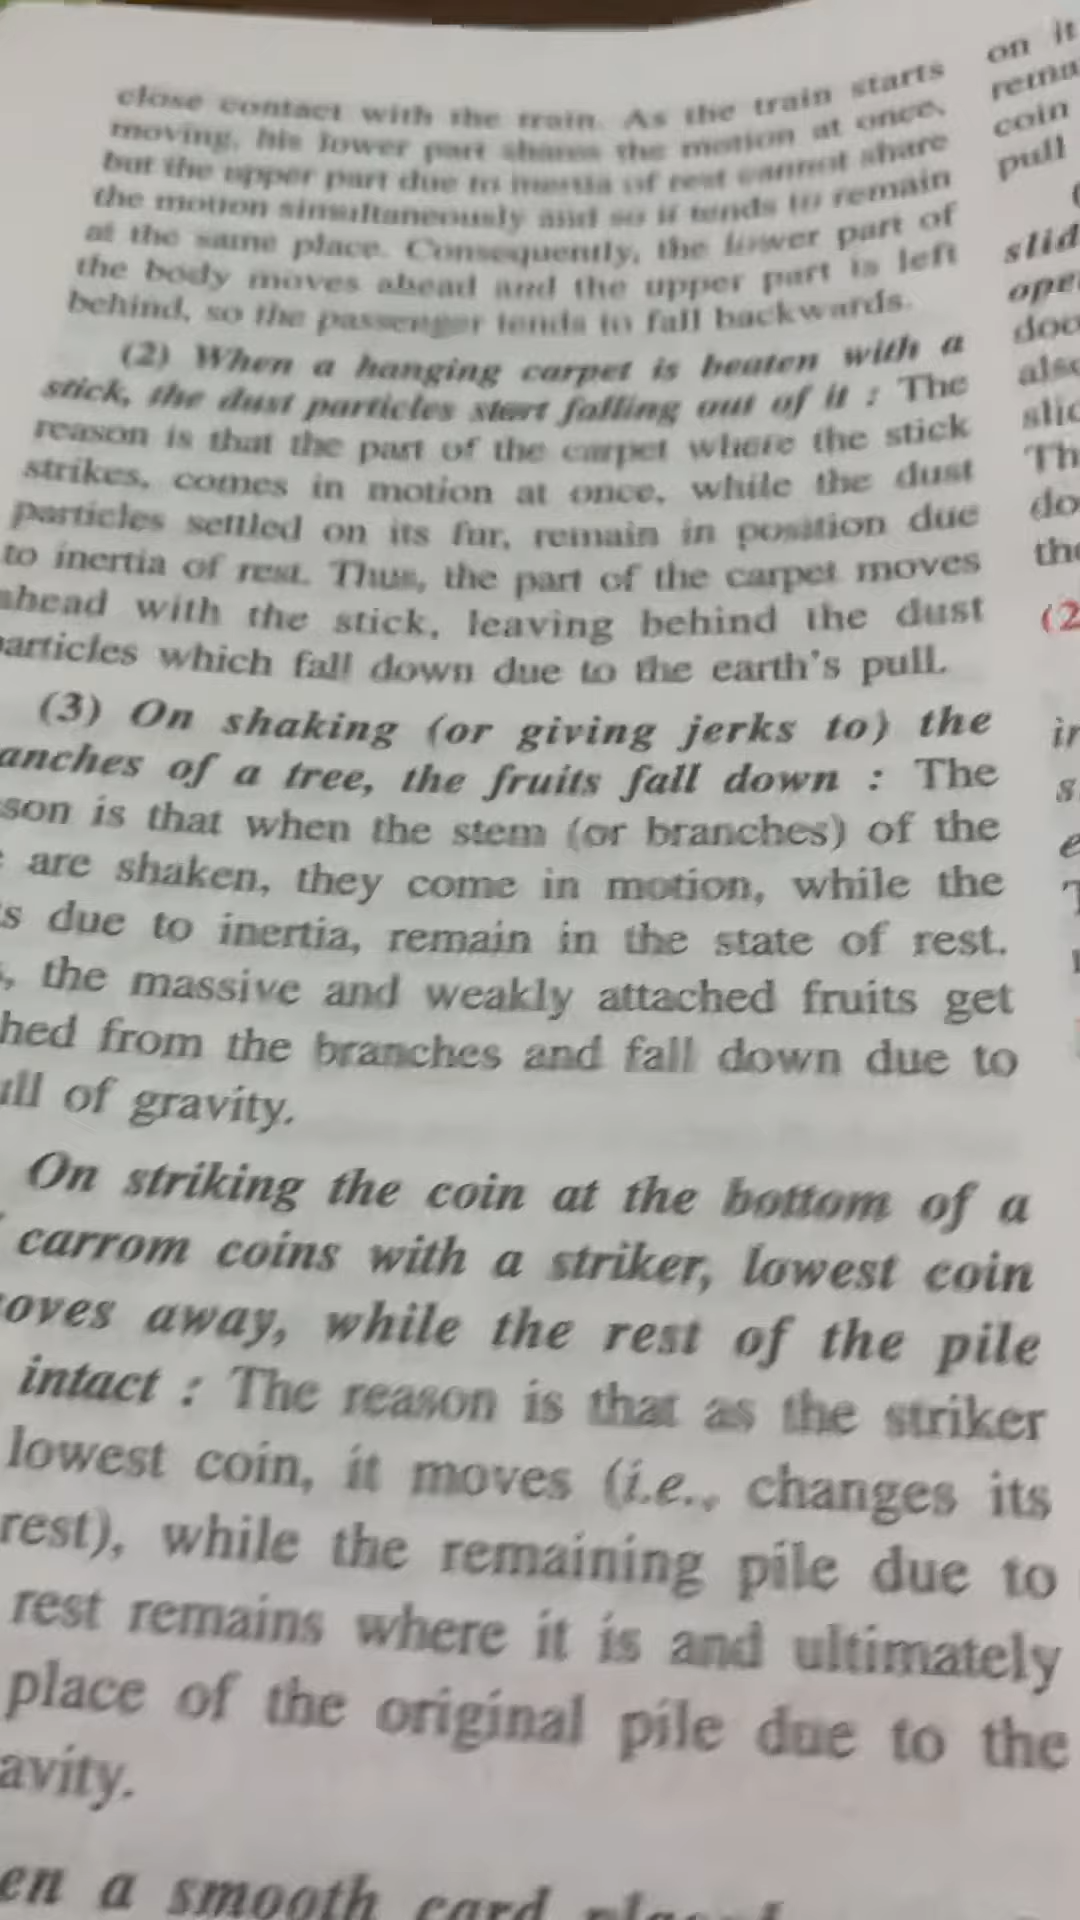 close contact with the train. As the train starts
moving, his lower part shares the motion at once,
but the upper part due to inertia of rest cannot share
the motion simultaneously and so it tends to remain
at the same place. Consequently, the lower part of
the body moves ahead and the upper part is left
behind, so the passenger tends to fall backwards.
(2) When a hanging carpet is beaten with a
stick, the dust particles start falling out of it : The
reason is that the part of the carpet where the stick
strikes, comes in motion at once, while the dust
particles settled on its fur, remain in position due
to inertia of rest. Thus, the part of the carpet moves
ahead with the stick, leaving behind the dust
articles which fall down due to the earth's pull.
(3) On shaking (or giving jerks to) the
anches of a tree, the fruits fall down : The
son is that when the stem (or branches) of the
are shaken, they come in motion, while the
s due to inertia, remain in the state of rest.
, the massive and weakly attached fruits get
hed from the branches and fall down due to
ull of gravity.
On striking the coin at the bottom of a
carrom coins with a striker, lowest coin
oves away, while the rest of the pile
intact : The reason is that as the striker
lowest coin, it moves (i.e., changes its
rest), while the remaining pile due to
rest remains where it is and ultimately
place of the original pile due to the
avity.
en a smooth card placed
on it
rema
coin
pull
slid
ope
doo
also
slid
Th
do
the
(2
in
s
e
T